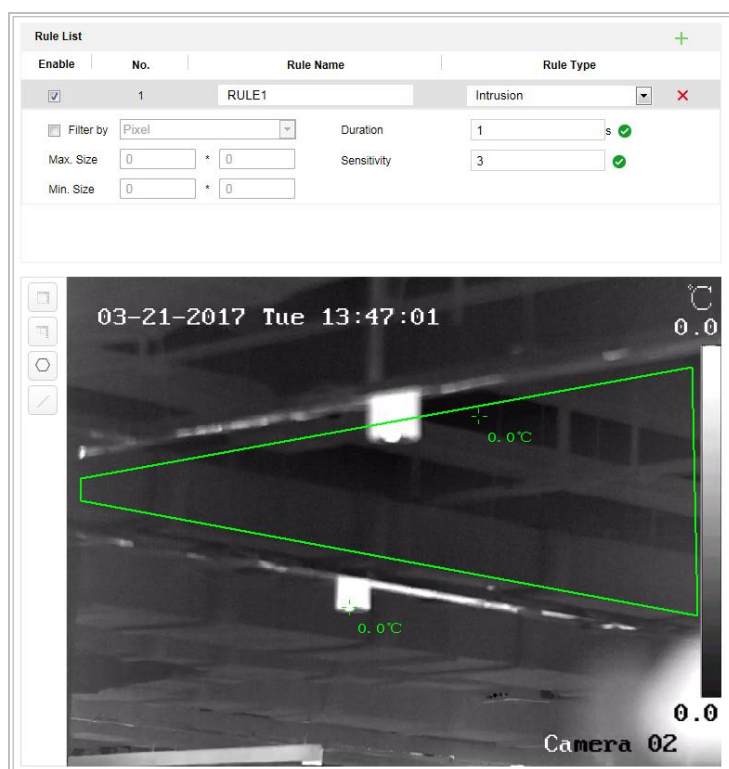 Rule List
Enable No. Rule Name Rule Type
1 RULE1 Intrusion
Filter by Pixel Duration 1 s
Max. Size 0 * 0 Sensitivity 3
Min. Size 0 * 0
03-21-2017 Tue 13:47:01
℃
0.0
0.0℃
0.0℃
0.0
Camera 02